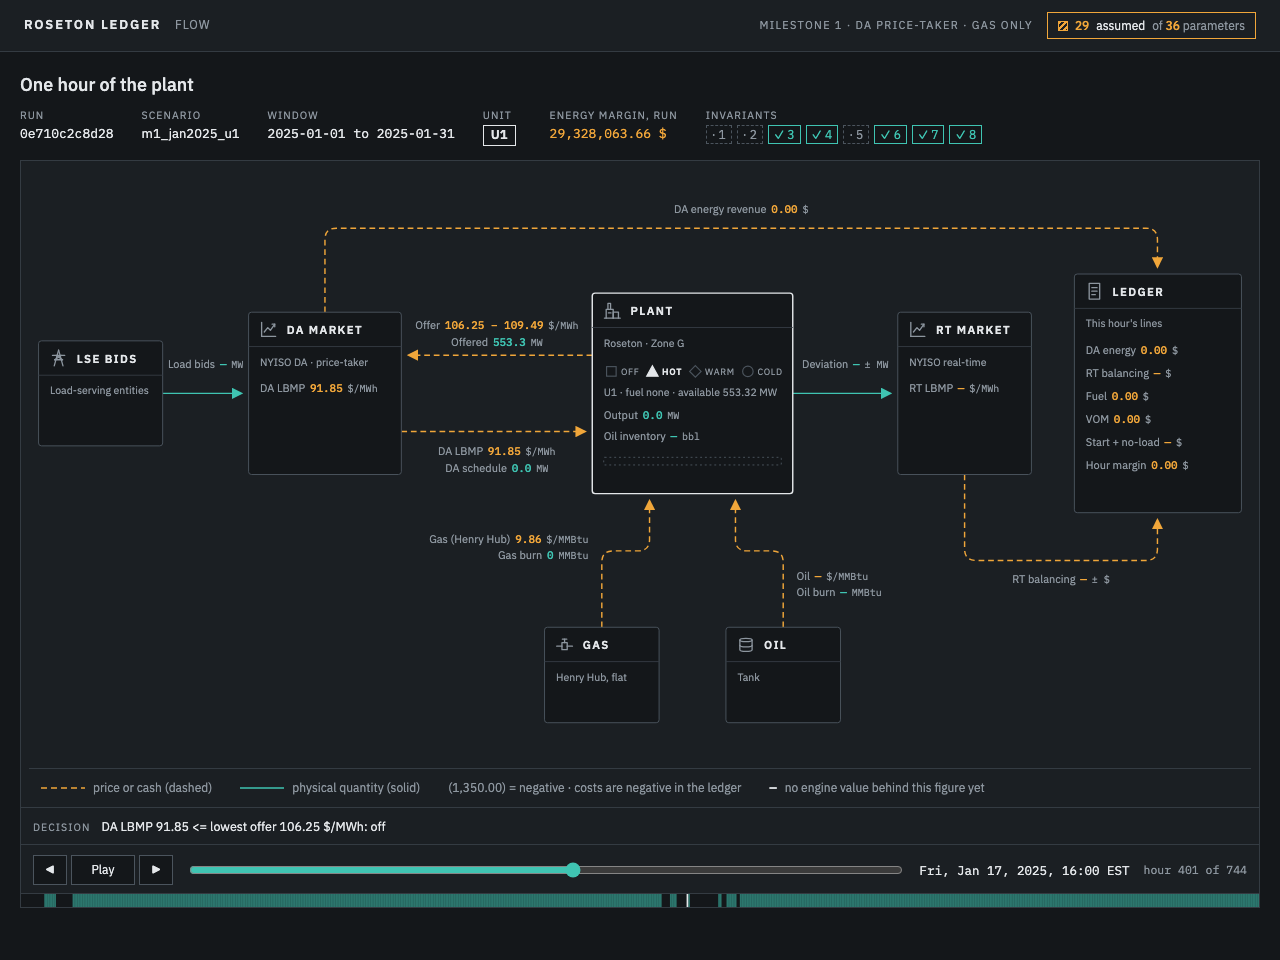 ROSETON LEDGER FLOW
MILESTONE 1 · DA PRICE-TAKER · GAS ONLY
29 assumed of 36 parameters
One hour of the plant
RUN
0e710c2c8d28
SCENARIO
m1_jan2025_u1
WINDOW
2025-01-01 to 2025-01-31
UNIT
U1
ENERGY MARGIN, RUN
29,328,063.66 $
INVARIANTS
· 1 · 2 ✓ 3 ✓ 4 · 5 ✓ 6 ✓ 7 ✓ 8
DA energy revenue 0.00 $
LSE BIDS
Load-serving entities
Load bids — MW
DA MARKET
NYISO DA · price-taker
DA LBMP 91.85 $/MWh
Offer 106.25 – 109.49 $/MWh
Offered 553.3 MW
DA LBMP 91.85 $/MWh
DA schedule 0.0 MW
PLANT
Roseton · Zone G
OFF HOT WARM COLD
U1 · fuel none · available 553.32 MW
Output 0.0 MW
Oil inventory — bbl
Deviation — ± MW
RT MARKET
NYISO real-time
RT LBMP — $/MWh
LEDGER
This hour's lines
DA energy 0.00 $
RT balancing — $
Fuel 0.00 $
VOM 0.00 $
Start + no-load — $
Hour margin 0.00 $
Gas (Henry Hub) 9.86 $/MMBtu
Gas burn 0 MMBtu
Oil — $/MMBtu
Oil burn — MMBtu
RT balancing — ± $
GAS
Henry Hub, flat
OIL
Tank
price or cash (dashed)
physical quantity (solid)
(1,350.00) = negative · costs are negative in the ledger
— no engine value behind this figure yet
DECISION DA LBMP 91.85 <= lowest offer 106.25 $/MWh: off
Play
Fri, Jan 17, 2025, 16:00 EST
hour 401 of 744